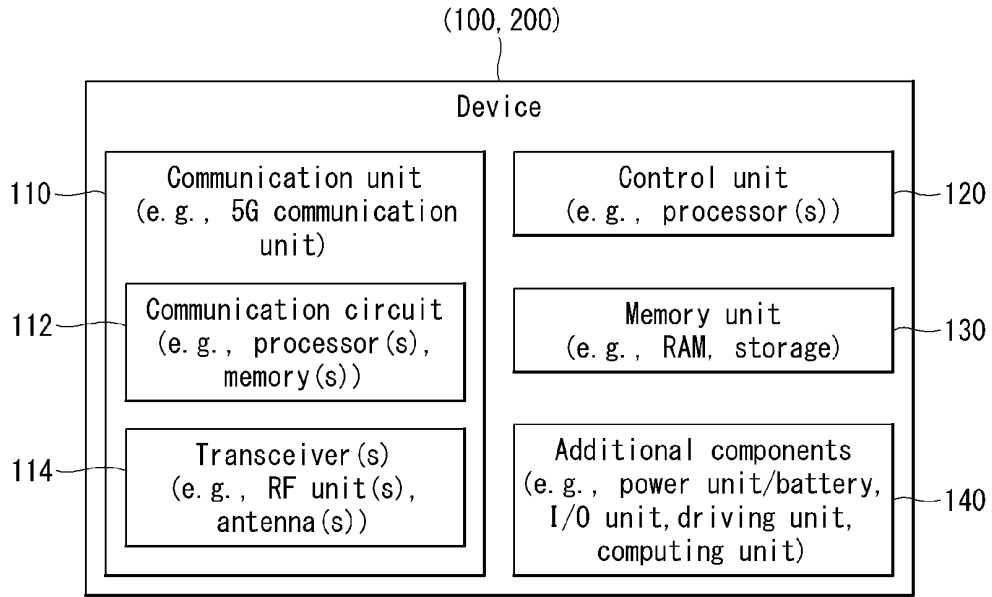 (100, 200)
Device
110
Communication unit
(e.g., 5G communication
unit)
112
Communication circuit
(e.g., processor(s),
memory(s))
114
Transceiver(s)
(e.g., RF unit(s),
antenna(s))
Control unit
(e.g., processor(s))
120
Memory unit
(e.g., RAM, storage)
130
Additional components
(e.g., power unit/battery,
I/O unit, driving unit,
computing unit)
140